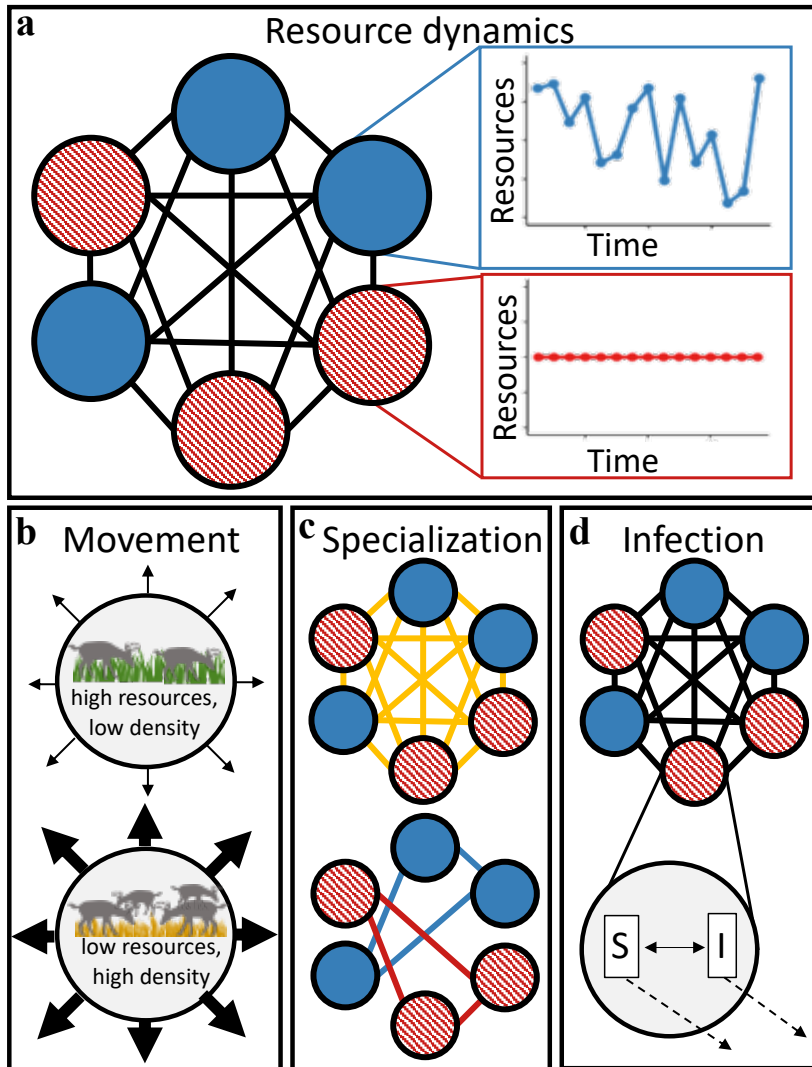 a
Resource dynamics
Resources
Time
Resources
Time
b
Movement
high resources,
low density
low resources,
high density
c
Specialization
d
Infection
S
I